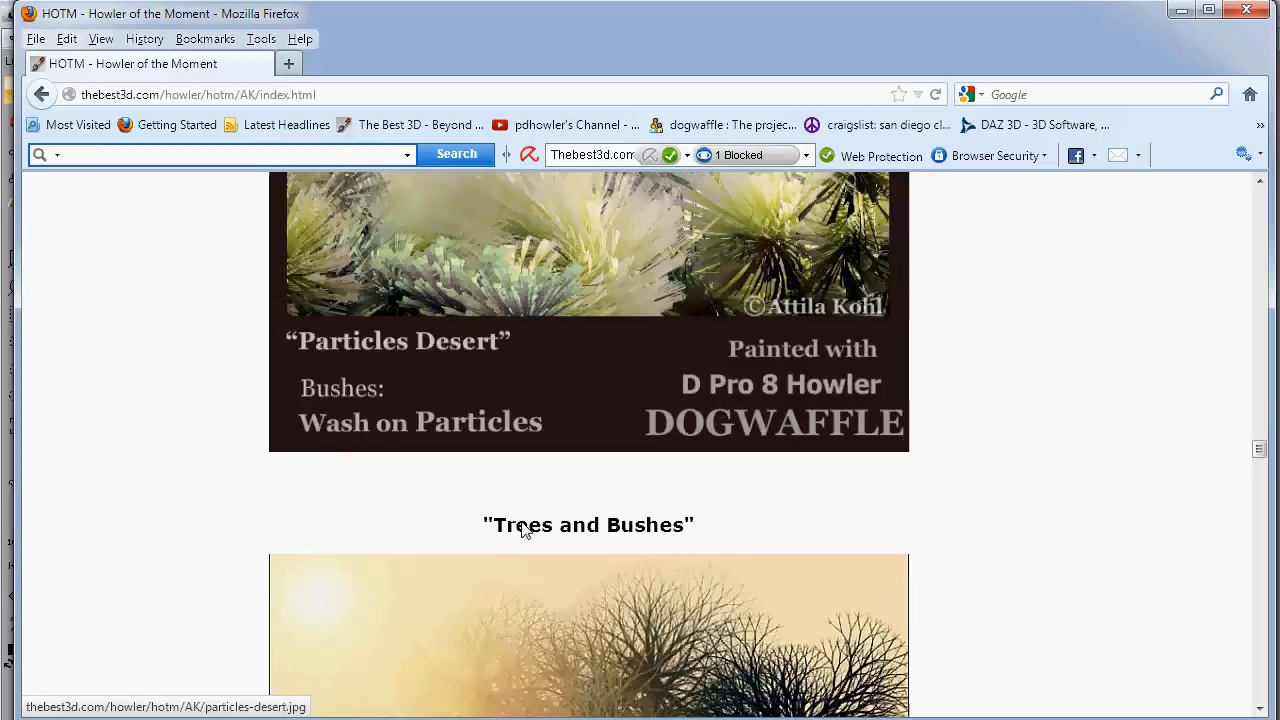 HOTM - Howler of the Moment - Mozilla Firefox
File Edit View History Bookmarks Tools Help
HOTM - Howler of the Moment
thebest3d.com/howler/hotm/AK/index.html
Google
Most Visited Getting Started Latest Headlines The Best 3D - Beyond ... pdhowler's Channel - ... dogwaffle : The projec... craigslist: san diego cl... DAZ 3D - 3D Software, ... »
Search Thebest3d.com 1 Blocked Web Protection Browser Security
©Attila Kohl
“Particles Desert”
Painted with
Bushes:
D Pro 8 Howler
Wash on Particles
DOGWAFFLE
"Trees and Bushes"
thebest3d.com/howler/hotm/AK/particles-desert.jpg